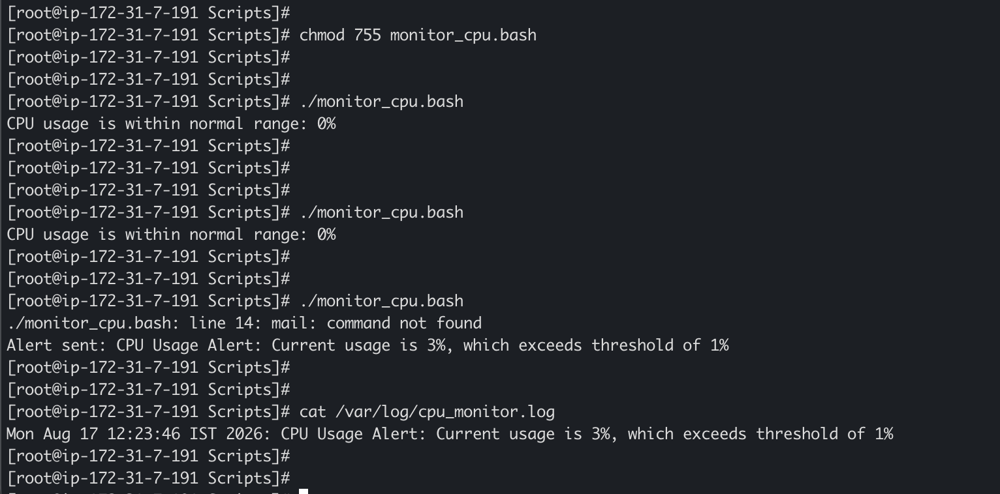 [root@ip-172-31-7-191 Scripts]#
[root@ip-172-31-7-191 Scripts]# chmod 755 monitor_cpu.bash
[root@ip-172-31-7-191 Scripts]#
[root@ip-172-31-7-191 Scripts]#
[root@ip-172-31-7-191 Scripts]# ./monitor_cpu.bash
CPU usage is within normal range: 0%
[root@ip-172-31-7-191 Scripts]#
[root@ip-172-31-7-191 Scripts]#
[root@ip-172-31-7-191 Scripts]#
[root@ip-172-31-7-191 Scripts]# ./monitor_cpu.bash
CPU usage is within normal range: 0%
[root@ip-172-31-7-191 Scripts]#
[root@ip-172-31-7-191 Scripts]#
[root@ip-172-31-7-191 Scripts]# ./monitor_cpu.bash
./monitor_cpu.bash: line 14: mail: command not found
Alert sent: CPU Usage Alert: Current usage is 3%, which exceeds threshold of 1%
[root@ip-172-31-7-191 Scripts]#
[root@ip-172-31-7-191 Scripts]#
[root@ip-172-31-7-191 Scripts]# cat /var/log/cpu_monitor.log
Mon Aug 17 12:23:46 IST 2026: CPU Usage Alert: Current usage is 3%, which exceeds threshold of 1%
[root@ip-172-31-7-191 Scripts]#
[root@ip-172-31-7-191 Scripts]#